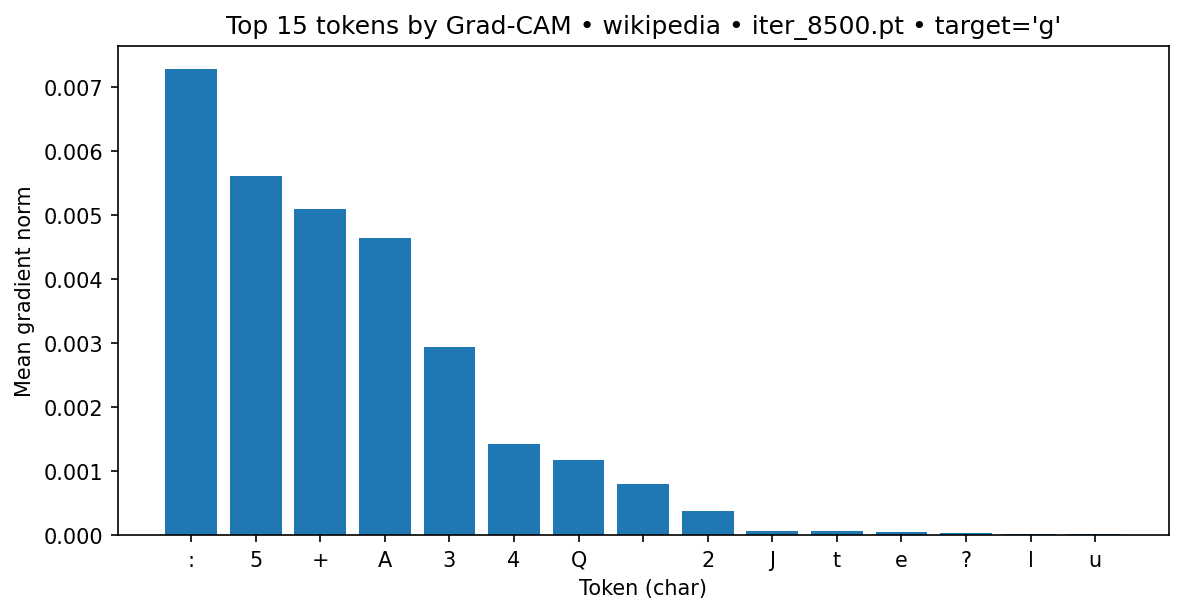 Top 15 tokens by Grad-CAM • wikipedia • iter_8500.pt • target='g'
Mean gradient norm
0.007
0.006
0.005
0.004
0.003
0.002
0.001
0.000
: 5 + A 3 4 Q 2 J t e ? l u
Token (char)